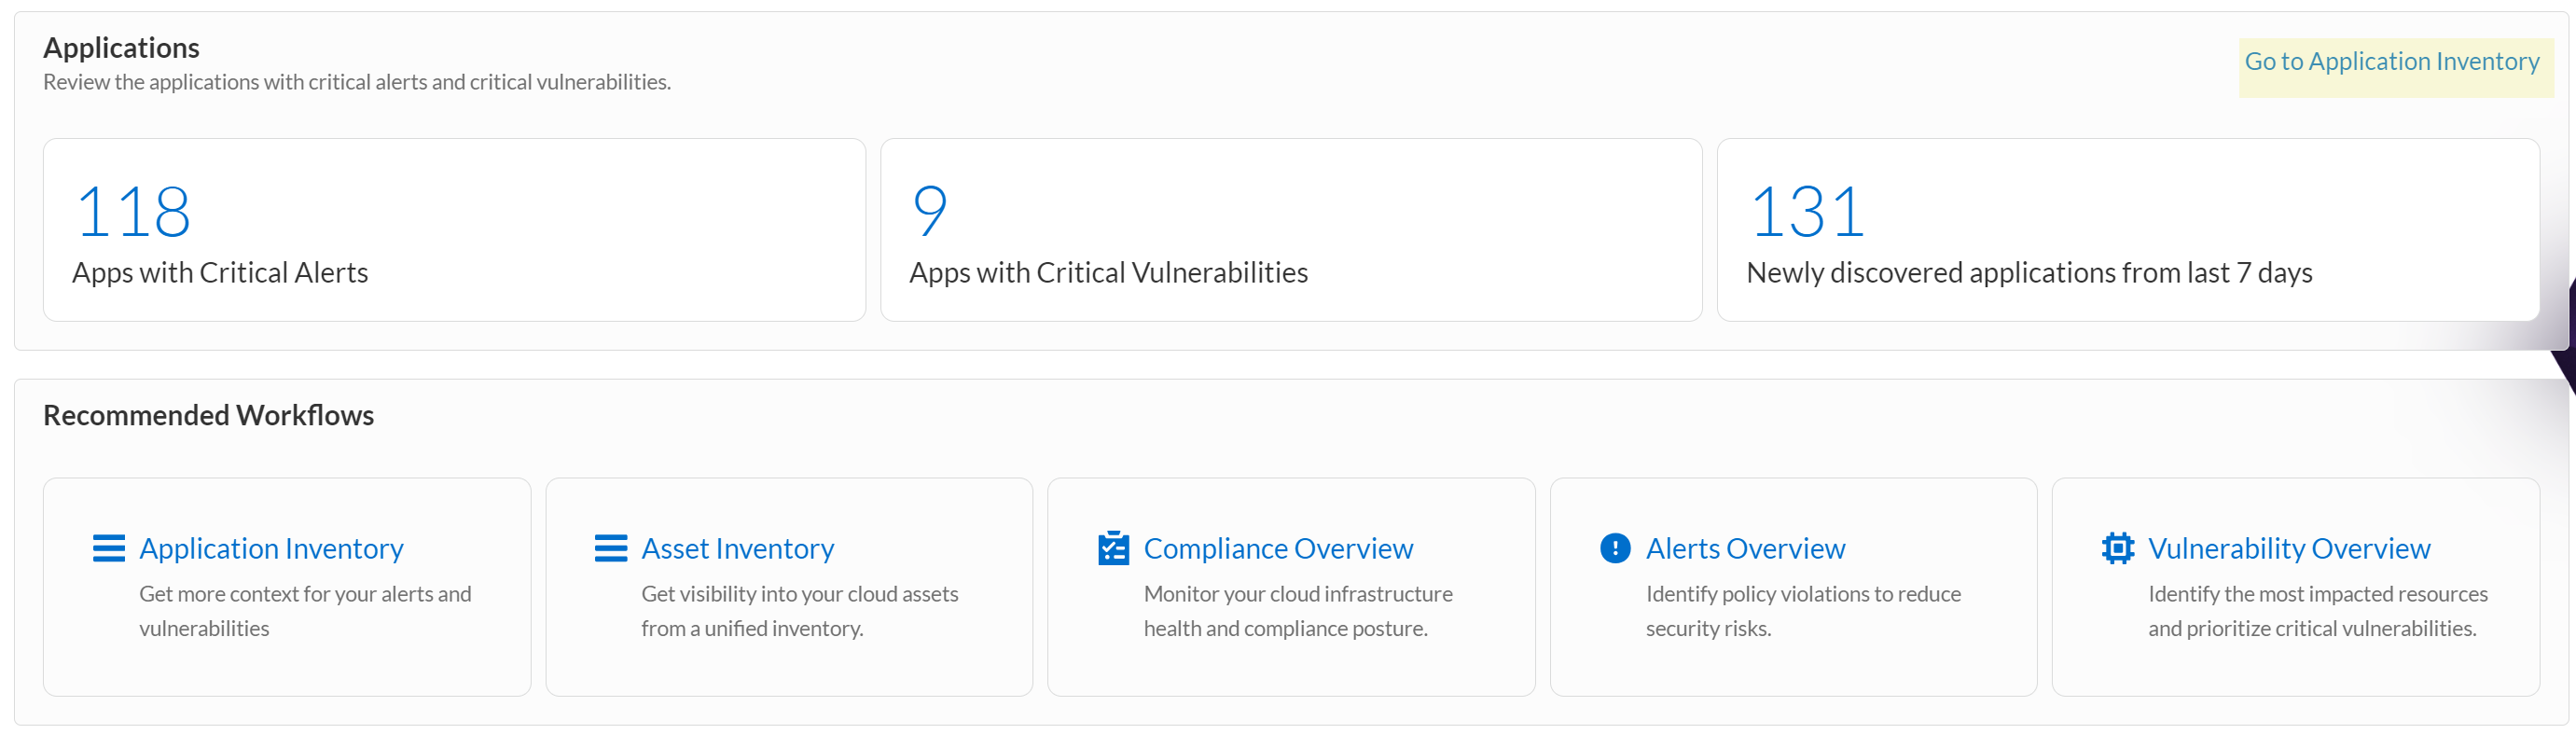 Applications
Go to Application Inventory
Review the applications with critical alerts and critical vulnerabilities.
118
Apps with Critical Alerts
9
Apps with Critical Vulnerabilities
131
Newly discovered applications from last 7 days
Recommended Workflows
Application Inventory
Get more context for your alerts and
vulnerabilities
Asset Inventory
Get visibility into your cloud assets
from a unified inventory.
Compliance Overview
Monitor your cloud infrastructure
health and compliance posture.
Alerts Overview
Identify policy violations to reduce
security risks.
Vulnerability Overview
Identify the most impacted resources
and prioritize critical vulnerabilities.